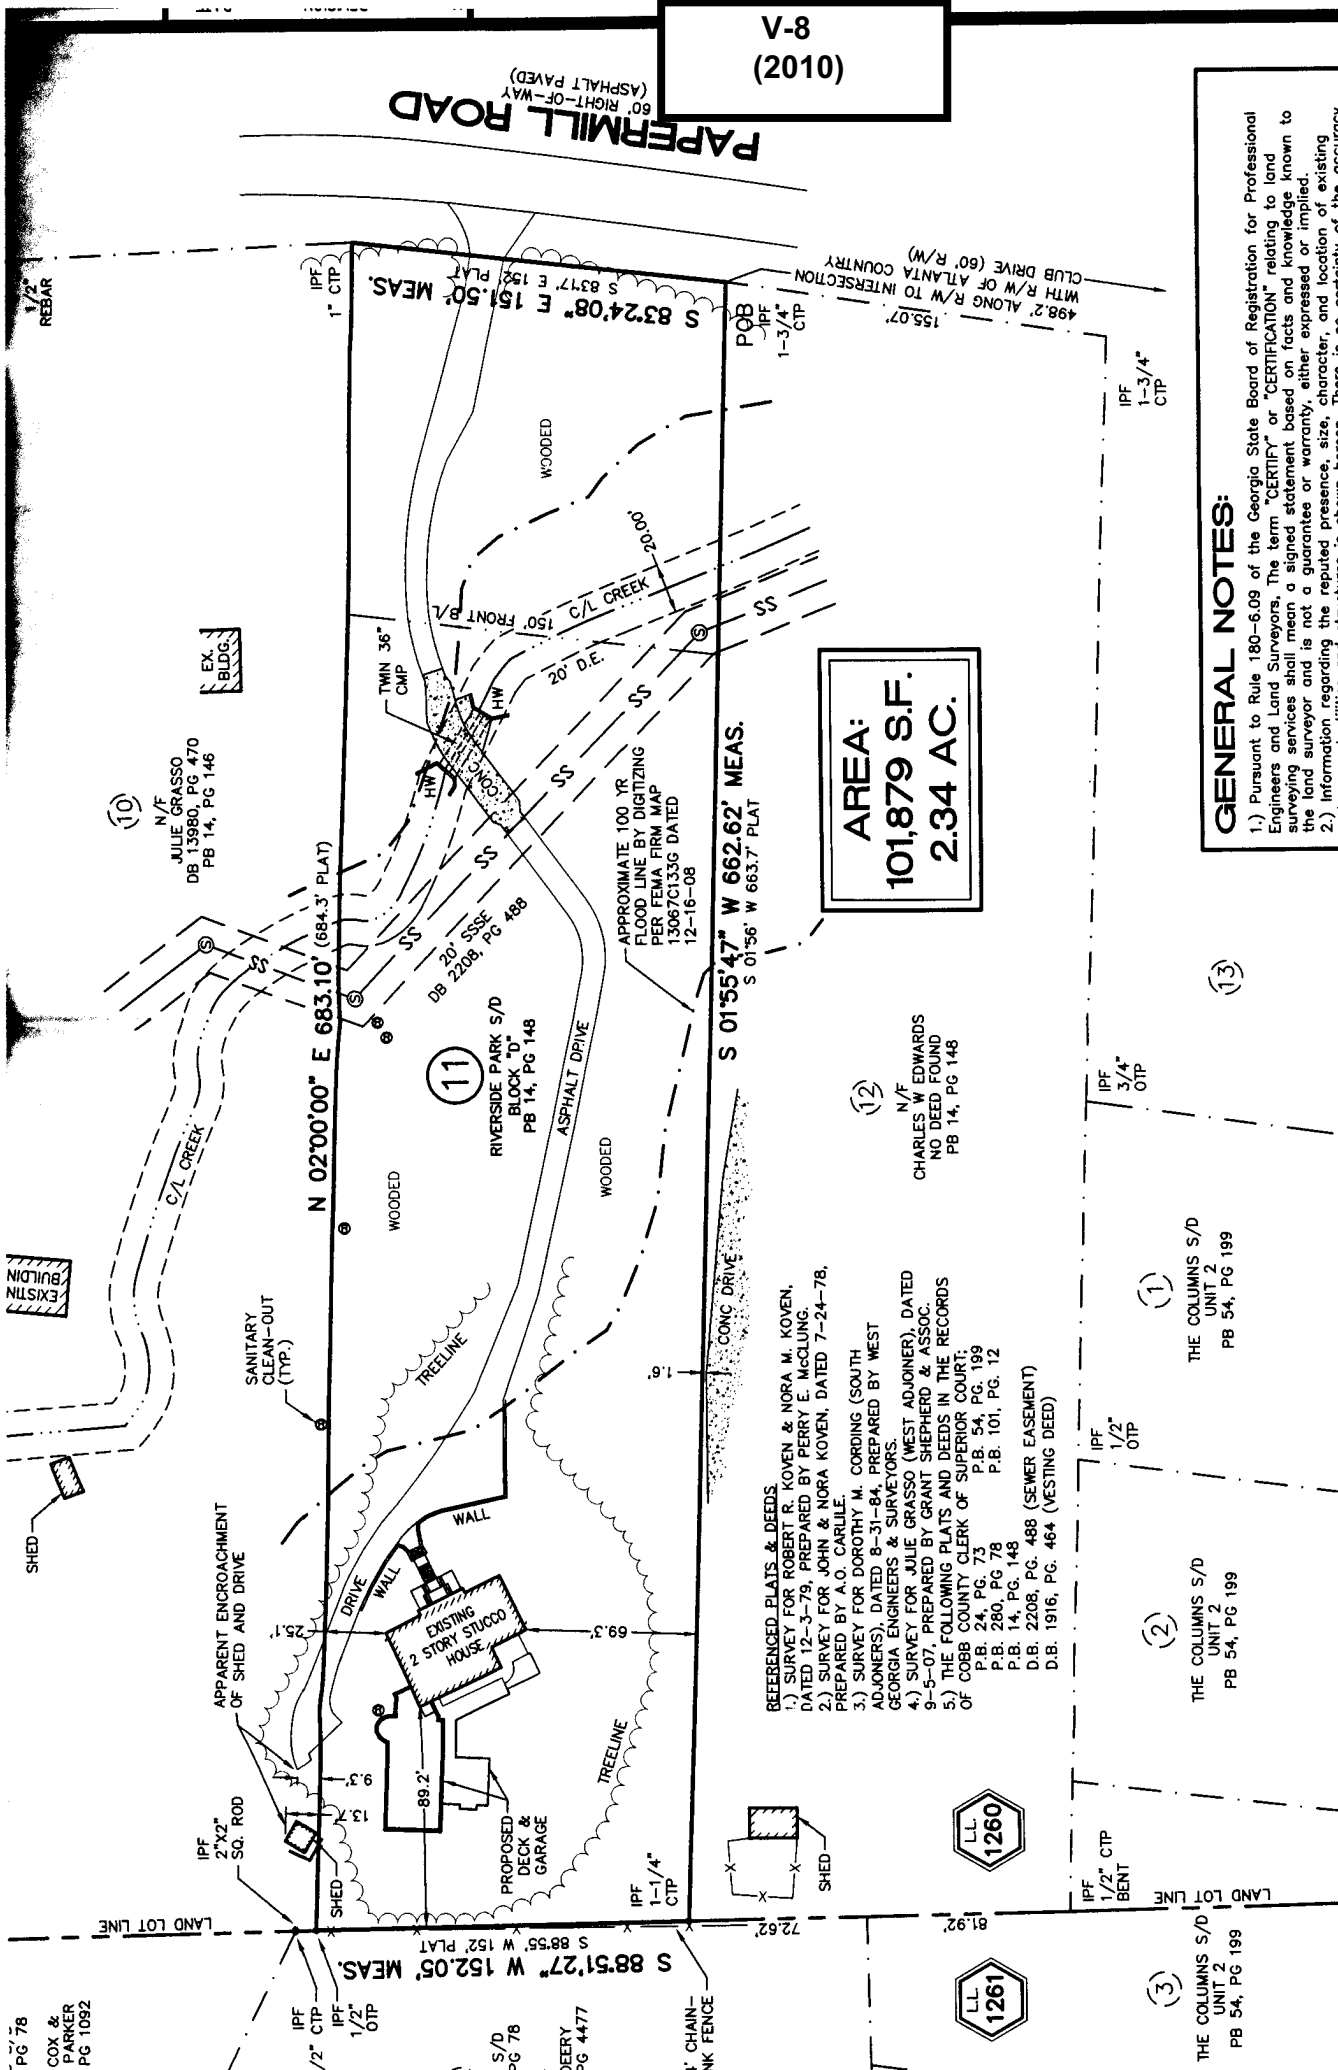 V-8
(2010)
PAPERMILL ROAD
60' RIGHT-OF-WAY
(ASPHALT PAVED)
1/2"
REBAR
IPF
1" CTP
S 83°24'08" E 151.50' MEAS.
S 83°17' E 152' PLAT
POB
IPF
1-3/4"
CTP
498.2' ALONG R/W TO INTERSECTION
WITH R/W OF ATLANTA COUNTRY
CLUB DRIVE (60' R/W)
155.07'
IPF
1-3/4"
CTP
GENERAL NOTES:
1.) Pursuant to Rule 180-6.09 of the Georgia State Board of Registration for Professional
Engineers and Land Surveyors, The term "CERTIFY" or "CERTIFICATION" relating to land
surveying services shall mean a signed statement based on facts and knowledge known to
the land surveyor and is not a guarantee or warranty, either expressed or implied.
2.) Information regarding the reputed presence, size, character, and location of existing
WOODED
20.00'
C/L CREEK
150' FRONT B/L
20' D.E.
SS
SS
SS
SS
SS
SS
S
S
S
TWIN 36"
CMP
HW
HW
CONC
EX.
BLDG.
10
N/F
JULIE GRASSO
DB 13980, PG 470
PB 14, PG 146
N 02°00'00" E 683.10' (684.3' PLAT)
20' SSSE
DB 2208, PG 488
APPROXIMATE 100 YR
FLOOD LINE BY DIGITIZING
PER FEMA FIRM MAP
13067C133G DATED
12-16-08
S 01°55'47" W 662.62' MEAS.
S 01°56' W 663.7' PLAT
AREA:
101,879 S.F.
2.34 AC.
11
RIVERSIDE PARK S/D
BLOCK "D"
PB 14, PG 148
ASPHALT DRIVE
WOODED
WOODED
12
N/F
CHARLES W EDWARDS
NO DEED FOUND
PB 14, PG 148
13
IPF
3/4"
OTP
C/L CREEK
EXISTIN
BUILDIN
SANITARY
CLEAN-OUT
(TYP.)
TREELINE
CONC DRIVE
1.6'
SHED
APPARENT ENCROACHMENT
OF SHED AND DRIVE
DRIVE
WALL
WALL
25.1'
EXISTING
2 STORY STUCCO
HOUSE
69.3'
9.3'
13.7'
89.2'
PROPOSED
DECK &
GARAGE
TREELINE
SHED
IPF
2"X2"
SQ. ROD
IPF
1-1/4"
CTP
SHED
REFERENCED PLATS & DEEDS
1.) SURVEY FOR ROBERT R. KOVEN & NORA M. KOVEN,
DATED 12-3-79, PREPARED BY PERRY E. McCLUNG.
2.) SURVEY FOR JOHN & NORA KOVEN, DATED 7-24-78,
PREPARED BY A.O. CARLILE.
3.) SURVEY FOR DOROTHY M. CORDING (SOUTH
ADJONERS), DATED 8-31-84, PREPARED BY WEST
GEORGIA ENGINEERS & SURVEYORS.
4.) SURVEY FOR JULIE GRASSO (WEST ADJOINER), DATED
9-5-07, PREPARED BY GRANT SHEPHERD & ASSOC.
5.) THE FOLLOWING PLATS AND DEEDS IN THE RECORDS
OF COBB COUNTY CLERK OF SUPERIOR COURT;
P.B. 24, PG. 73 P.B. 54, PG. 199
P.B. 280, PG 78 P.B. 101, PG. 12
P.B. 14, PG. 148
D.B. 2208, PG. 488 (SEWER EASEMENT)
D.B. 1916, PG. 464 (VESTING DEED)
1
THE COLUMNS S/D
UNIT 2
PB 54, PG 199
IPF
1/2"
OTP
2
THE COLUMNS S/D
UNIT 2
PB 54, PG 199
L.L.
1260
IPF
1/2" CTP
BENT
LAND LOT LINE
LAND LOT LINE
S 88°51'27" W 152.05' MEAS.
S 88°55' W 152' PLAT
72.62'
81.92'
L.L.
1261
3
THE COLUMNS S/D
UNIT 2
PB 54, PG 199
PG 78
COX &
PARKER
PG 1092
IPF
/2" CTP
IPF
1/2"
OTP
S/D
PG 78
DEERY
PG 4477
' CHAIN-
NK FENCE